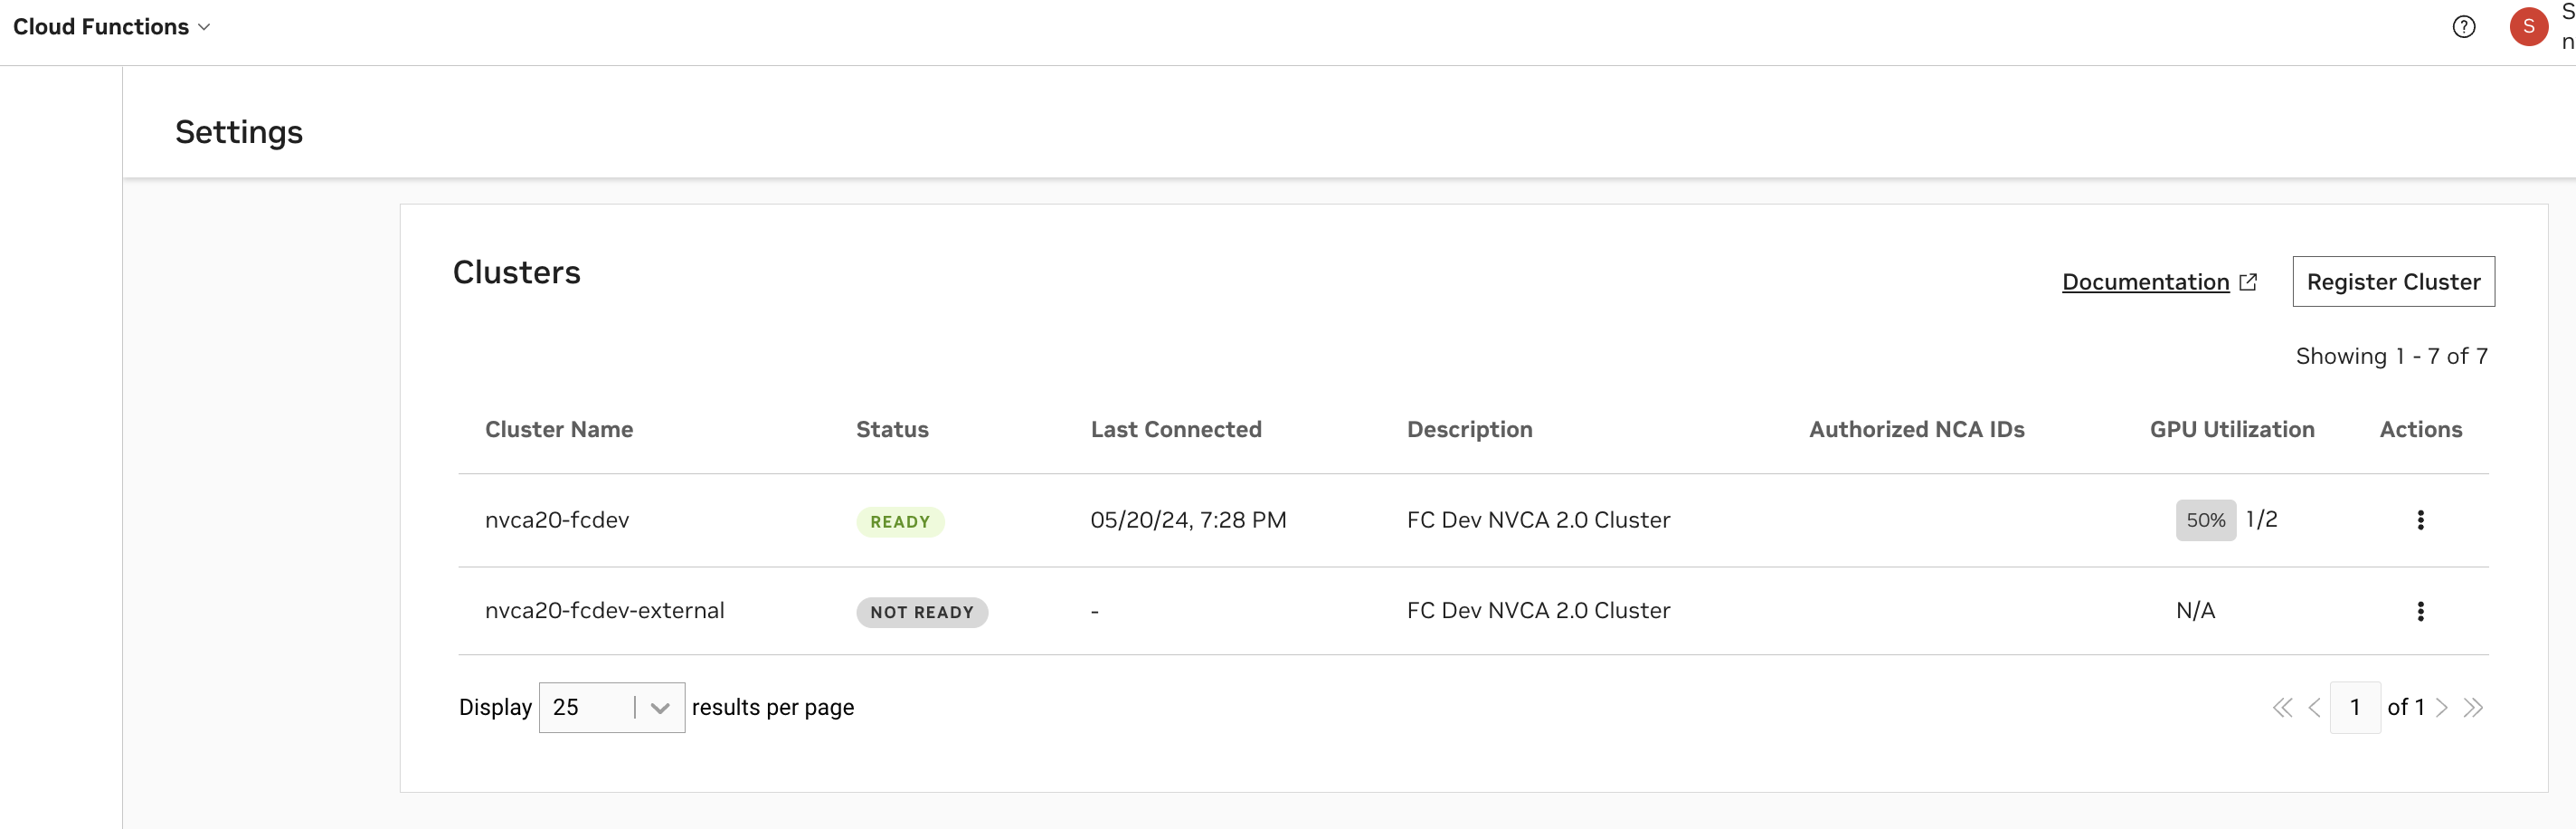 Cloud Functions
S
S
n
Settings
Clusters
Documentation
Register Cluster
Showing 1 - 7 of 7
Cluster Name Status Last Connected Description Authorized NCA IDs GPU Utilization Actions
nvca20-fcdev READY 05/20/24, 7:28 PM FC Dev NVCA 2.0 Cluster 50% 1/2
nvca20-fcdev-external NOT READY - FC Dev NVCA 2.0 Cluster N/A
Display 25 results per page 1 of 1